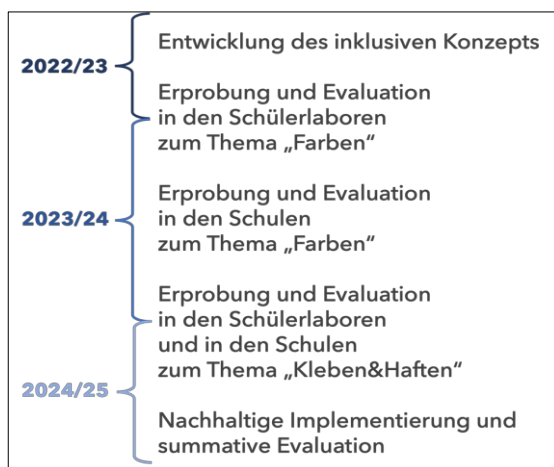 2022/23
Entwicklung des inklusiven Konzepts
Erprobung und Evaluation
in den Schülerlaboren
zum Thema „Farben“
2023/24
Erprobung und Evaluation
in den Schulen
zum Thema „Farben“
Erprobung und Evaluation
in den Schülerlaboren
und in den Schulen
zum Thema „Kleben&Haften“
2024/25
Nachhaltige Implementierung und
summative Evaluation